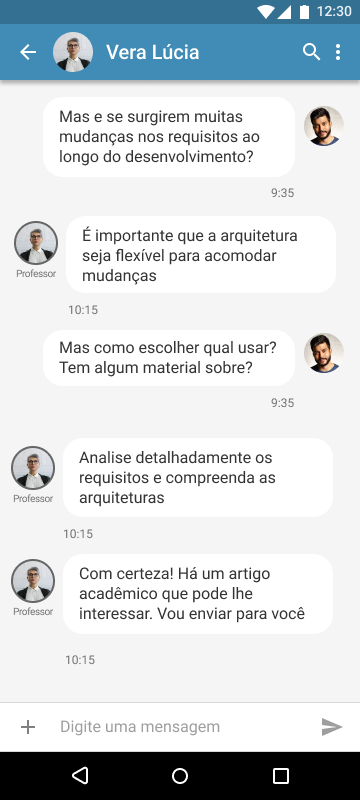 12:30
Vera Lúcia
Mas e se surgirem muitas
mudanças nos requisitos ao
longo do desenvolvimento?
9:35
É importante que a arquitetura
seja flexível para acomodar
mudanças
Professor
10:15
Mas como escolher qual usar?
Tem algum material sobre?
9:35
Analise detalhadamente os
requisitos e compreenda as
arquiteturas
Professor
10:15
Com certeza! Há um artigo
acadêmico que pode lhe
interessar. Vou enviar para você
Professor
10:15
Digite uma mensagem